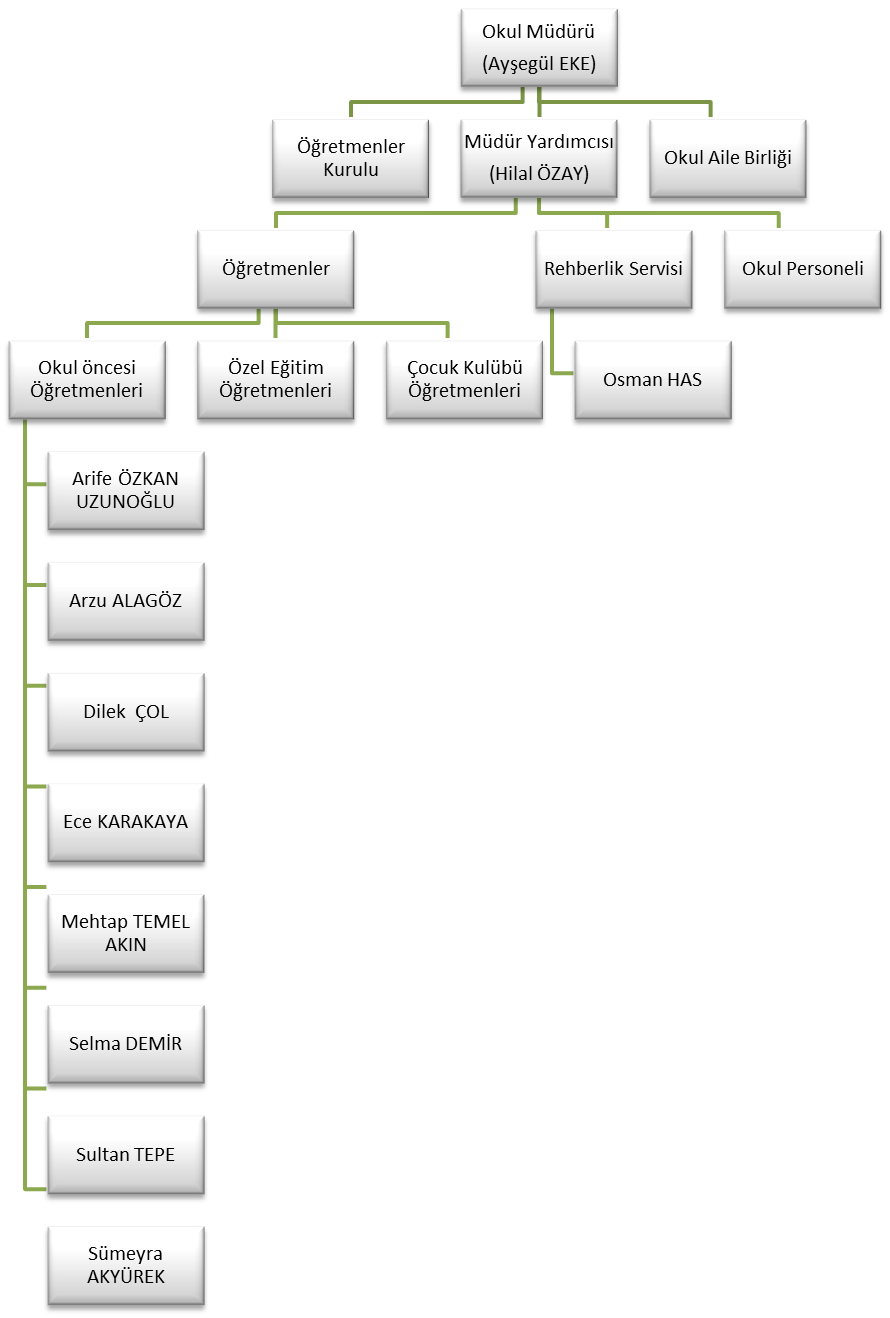 Okul Müdürü
(Ayşegül EKE)
Öğretmenler
Kurulu
Müdür Yardımcısı
(Hilal ÖZAY)
Okul Aile Birliği
Öğretmenler
Rehberlik Servisi
Okul Personeli
Okul öncesi
Öğretmenleri
Özel Eğitim
Öğretmenleri
Çocuk Kulübü
Öğretmenleri
Osman HAS
Arife ÖZKAN
UZUNOĞLU
Arzu ALAGÖZ
Dilek  ÇOL
Ece KARAKAYA
Mehtap TEMEL
AKIN
Selma DEMİR
Sultan TEPE
Sümeyra
AKYÜREK